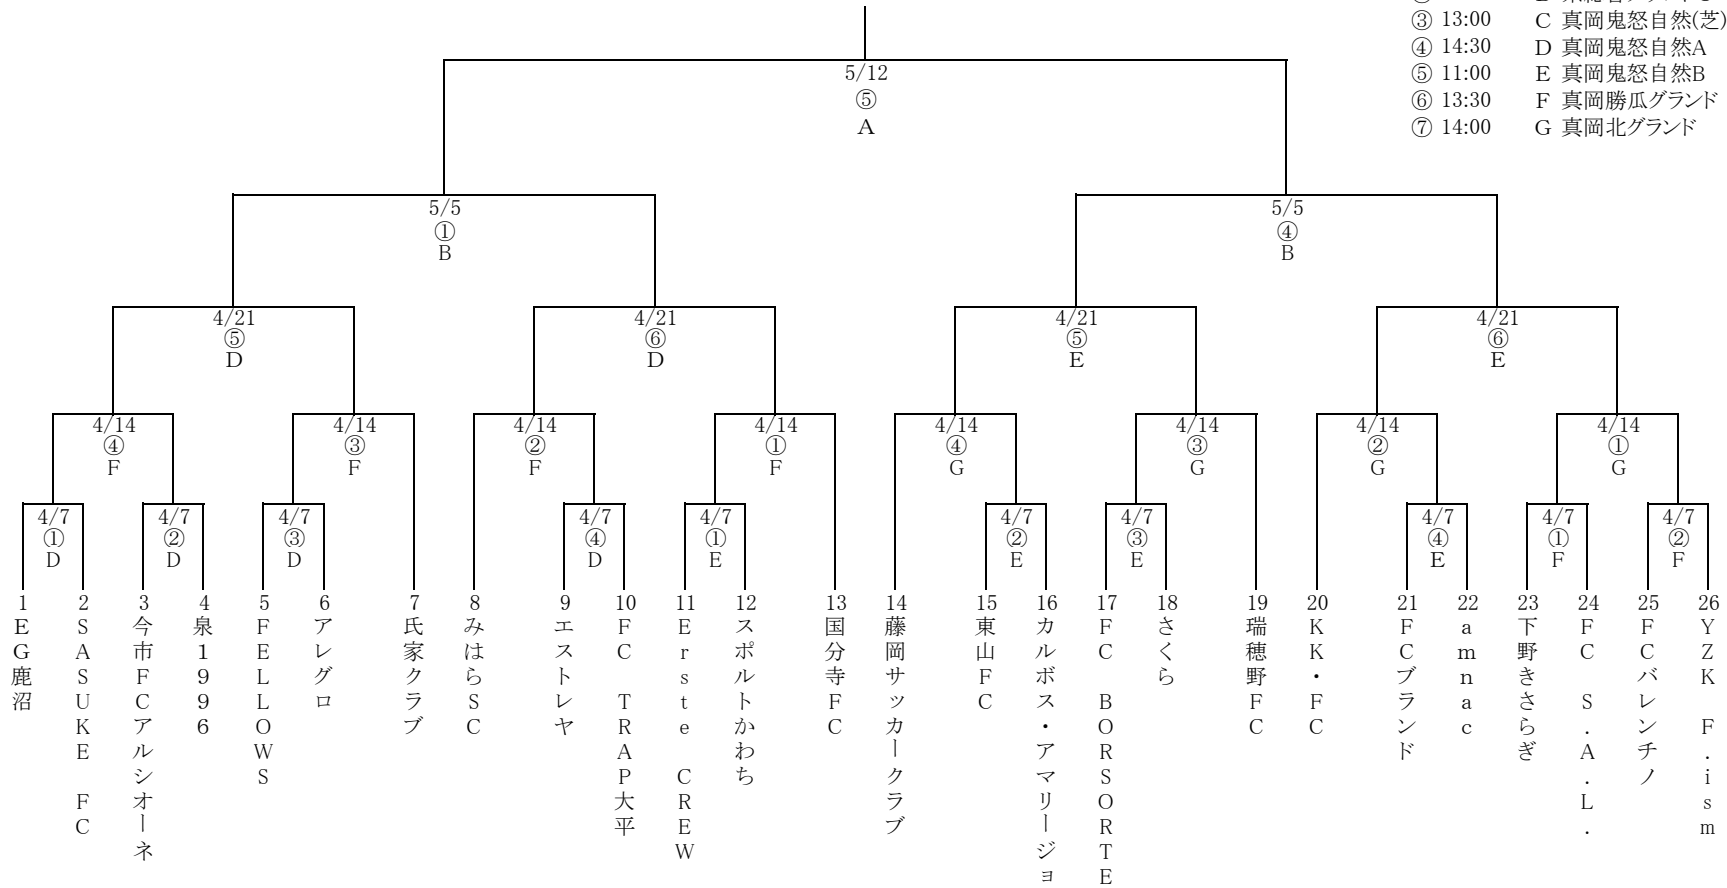 ③ 13:00 C 真岡鬼怒自然(芝)
④ 14:30 D 真岡鬼怒自然A
⑤ 11:00 E 真岡鬼怒自然B
⑥ 13:30 F 真岡勝瓜グランド
⑦ 14:00 G 真岡北グランド
5/12
⑤
A
5/5 5/5
① ④
B B
4/21 4/21 4/21 4/21
⑤ ⑥ ⑤ ⑥
D D E E
4/14 4/14 4/14 4/14 4/14 4/14 4/14 4/14
④ ③ ② ① ④ ③ ② ①
F F F F G G G G
4/7 4/7 4/7 4/7 4/7 4/7 4/7 4/7 4/7 4/7
① ② ③ ④ ① ② ③ ④ ① ②
D D D D E E E E F F
1 EG鹿沼
2 SASUKE FC
3 今市FCアルシオーネ
4 泉1996
5 FELLOWS
6 アレグロ
7 氏家クラブ
8 みはらSC
9 エストレヤ
10 FC TRAP大平
11 Erste CREW
12 スポルトかわち
13 国分寺FC
14 藤岡サッカークラブ
15 東山FC
16 カルボス・アマリージョ
17 FC BORSORTE
18 さくら
19 瑞穂野FC
20 KK・FC
21 FCブランド
22 amnac
23 下野きさらぎ
24 FC S.A.L.
25 FCバレンチノ
26 YZK F.ism